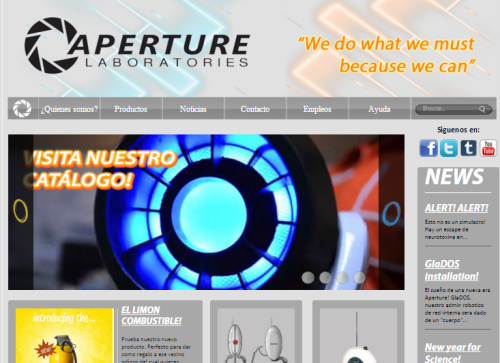 APERTURE
LABORATORIES
“We do what we must
because we can”
¿Quienes somos?
Productos
Noticias
Contacto
Empleos
Ayuda
Buscar...
VISITA NUESTRO
CATÁLOGO!
introducing the...
EL LIMON
COMBUSTIBLE!
Prueba nuestro nuevo
producto. Perfecto para dar
como regalo a ese vecino
Siguenos en:
You
Tube
NEWS
ALERT! ALERT!
Esto no es un simulacro!
Hay un escape de
neurotoxina en...
GlaDOS
Installation!
El sueño de una nueva era
Aperture! GlaDOS,
nuestro admin robotico
de red interna sera dado
de un "cuerpo"...
New year for
Science!